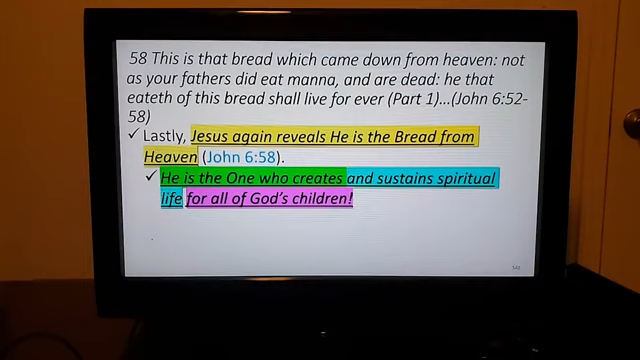 58 This is that bread which came down from heaven: not
as your fathers did eat manna, and are dead: he that
eateth of this bread shall live for ever (Part 1)...(John 6:52-
58)
✓ Lastly, Jesus again reveals He is the Bread from
Heaven (John 6:58).
✓ He is the One who creates and sustains spiritual
life for all of God's children!